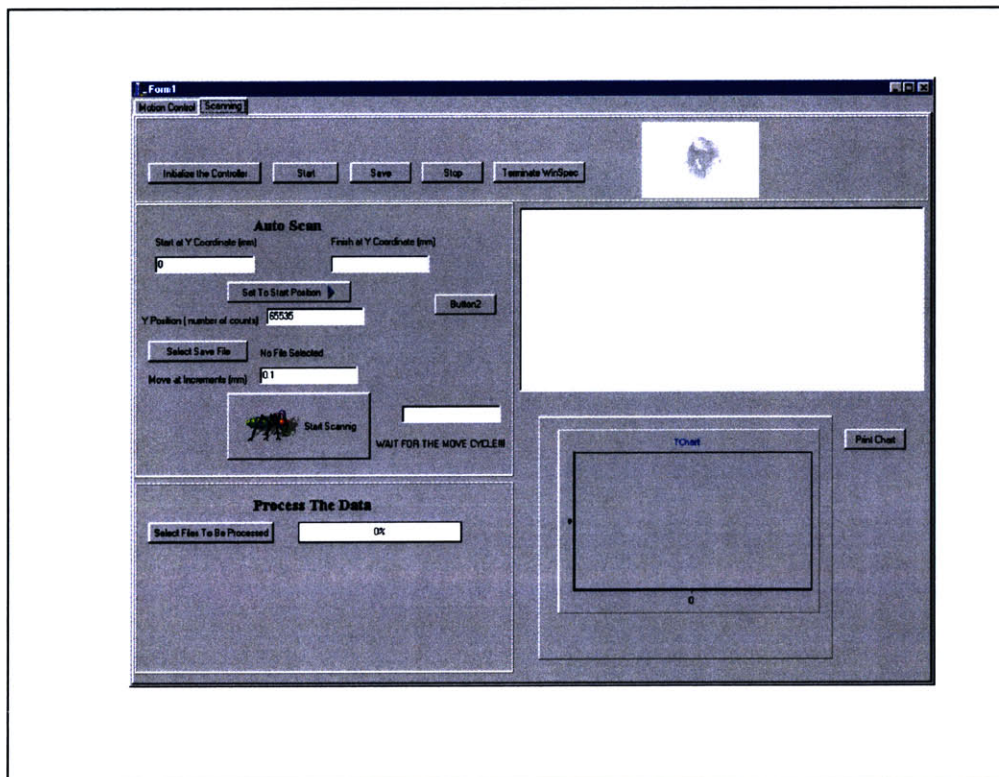 Form1
Motion Control Scanning
Initialize the Controller Start Save Stop Terminate WinSpec
Auto Scan
Start at Y Coordinate (mm) Finish at Y Coordinate (mm)
0
Set To Start Position
Button2
Y Position ( number of counts) 65535
Select Save File No File Selected
Move at Increments (mm) 0.1
Start Scannig
WAIT FOR THE MOVE CYCLE!!!
Process The Data
Select Files To Be Processed 0%
TChart
Print Chart
0
0